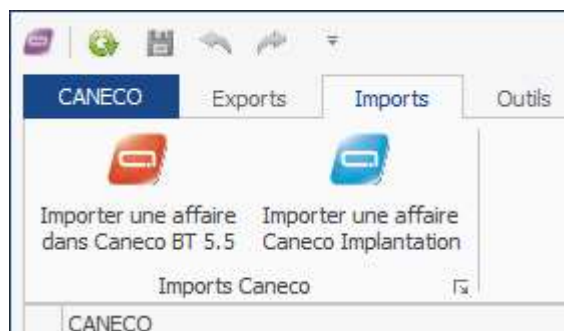 CANECO Exports Imports Outils
Importer une affaire Importer une affaire
dans Caneco BT 5.5 Caneco Implantation
Imports Caneco
CANECO